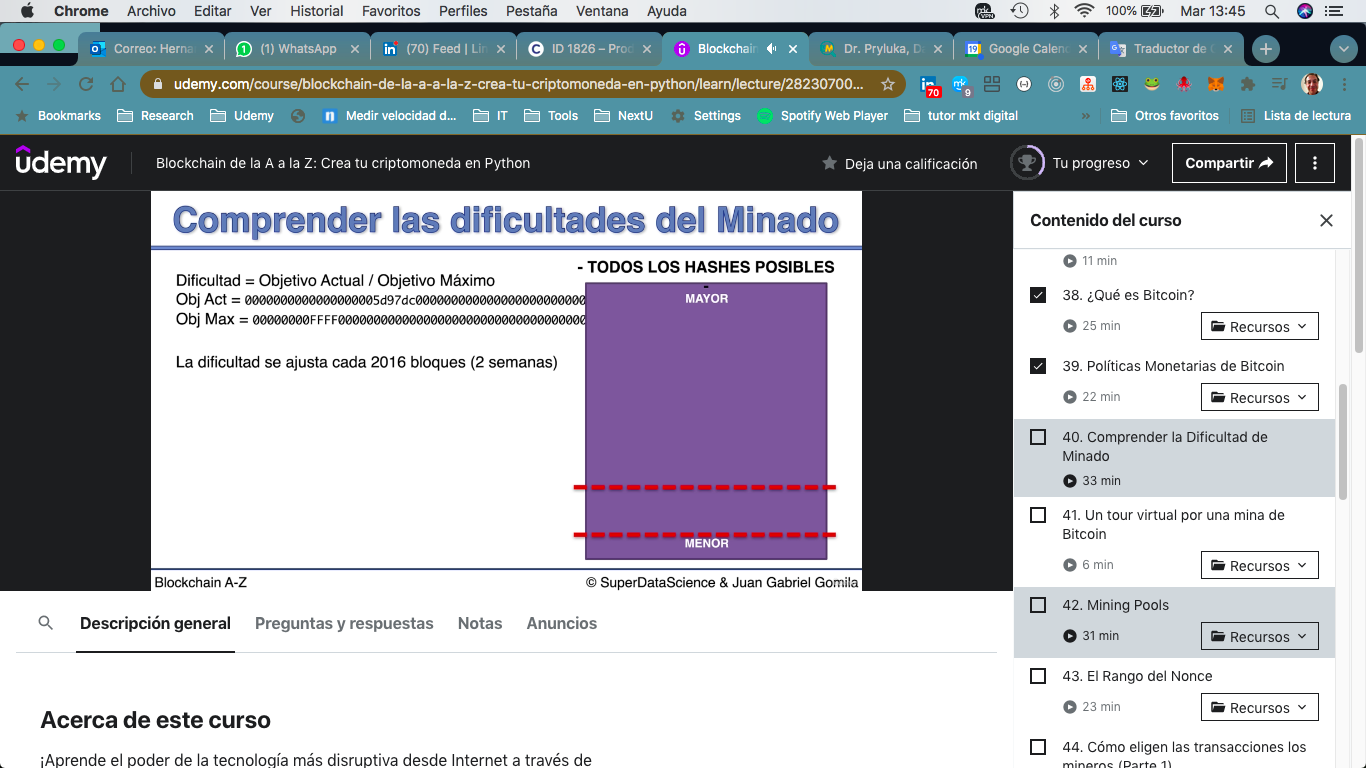 Chrome Archivo Editar Ver Historial Favoritos Perfiles Pestaña Ventana Ayuda 100% Mar 13:45
Correo: Herna (1) WhatsApp (70) Feed | Lin ID 1826 – Prod Blockchain Dr. Pryluka, Da Google Calend Traductor de
udemy.com/course/blockchain-de-la-a-a-la-z-crea-tu-criptomoneda-en-python/learn/lecture/28230700... 70 9
Bookmarks Research Udemy Medir velocidad d... IT Tools NextU Settings Spotify Web Player tutor mkt digital » Otros favoritos Lista de lectura
ûdemy Blockchain de la A a la Z: Crea tu criptomoneda en Python Deja una calificación Tu progreso Compartir
Comprender las dificultades del Minado
Dificultad = Objetivo Actual / Objetivo Máximo
Obj Act =
Obj Max =
La dificultad se ajusta cada 2016 bloques (2 semanas)
- TODOS LOS HASHES POSIBLES
-
MAYOR
MENOR
Blockchain A-Z © SuperDataScience & Juan Gabriel Gomila
Contenido del curso
11 min
38. ¿Qué es Bitcoin?
25 min Recursos
39. Políticas Monetarias de Bitcoin
22 min Recursos
40. Comprender la Dificultad de
Minado
33 min
41. Un tour virtual por una mina de
Bitcoin
6 min Recursos
42. Mining Pools
31 min Recursos
43. El Rango del Nonce
23 min Recursos
44. Cómo eligen las transacciones los
mineros (Parte 1)
Descripción general Preguntas y respuestas Notas Anuncios
Acerca de este curso
¡Aprende el poder de la tecnología más disruptiva desde Internet a través de